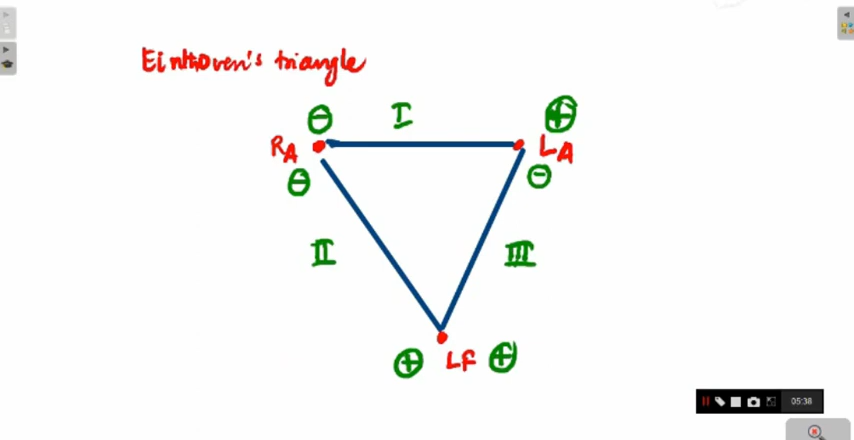 Einthoven's triangle
⊖ I ⊕
RA LA
⊖ ⊖
II III
⊕ LF ⊕
05:38